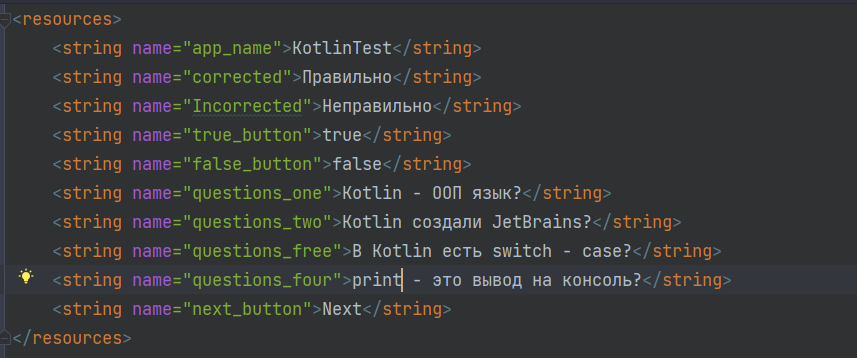 <resources>
<string name="app_name">KotlinTest</string>
<string name="corrected">Правильно</string>
<string name="Incorrected">Неправильно</string>
<string name="true_button">true</string>
<string name="false_button">false</string>
<string name="questions_one">Kotlin - ООП язык?</string>
<string name="questions_two">Kotlin создали JetBrains?</string>
<string name="questions_free">В Kotlin есть switch - case?</string>
<string name="questions_four">print - это вывод на консоль?</string>
<string name="next_button">Next</string>
</resources>